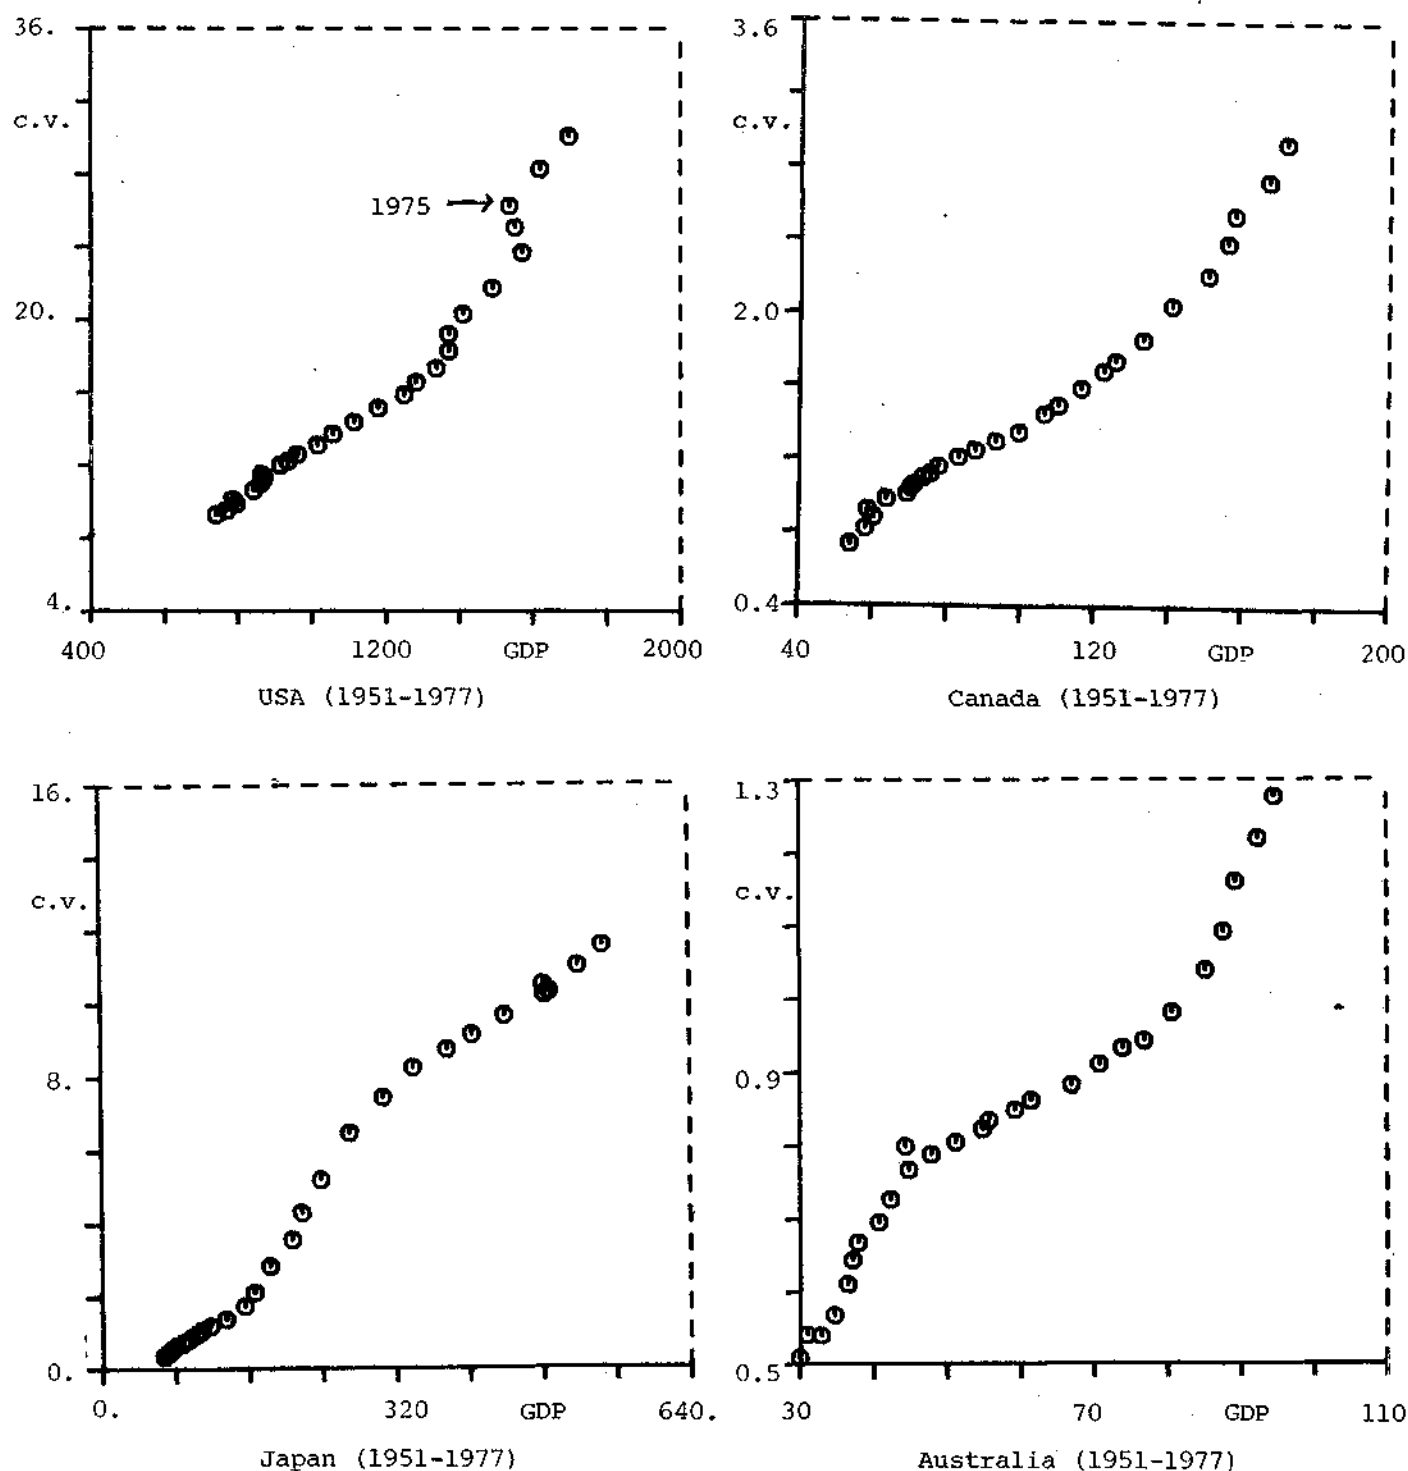 36.
c.v.
1975
20.
4.
400 1200 GDP 2000
USA (1951-1977)
3.6
c.v.
2.0
0.4
40 120 GDP 200
Canada (1951-1977)
16.
c.v.
8.
0.
0. 320 GDP 640.
Japan (1951-1977)
1.3
c.v.
0.9
0.5
30 70 GDP 110
Australia (1951-1977)